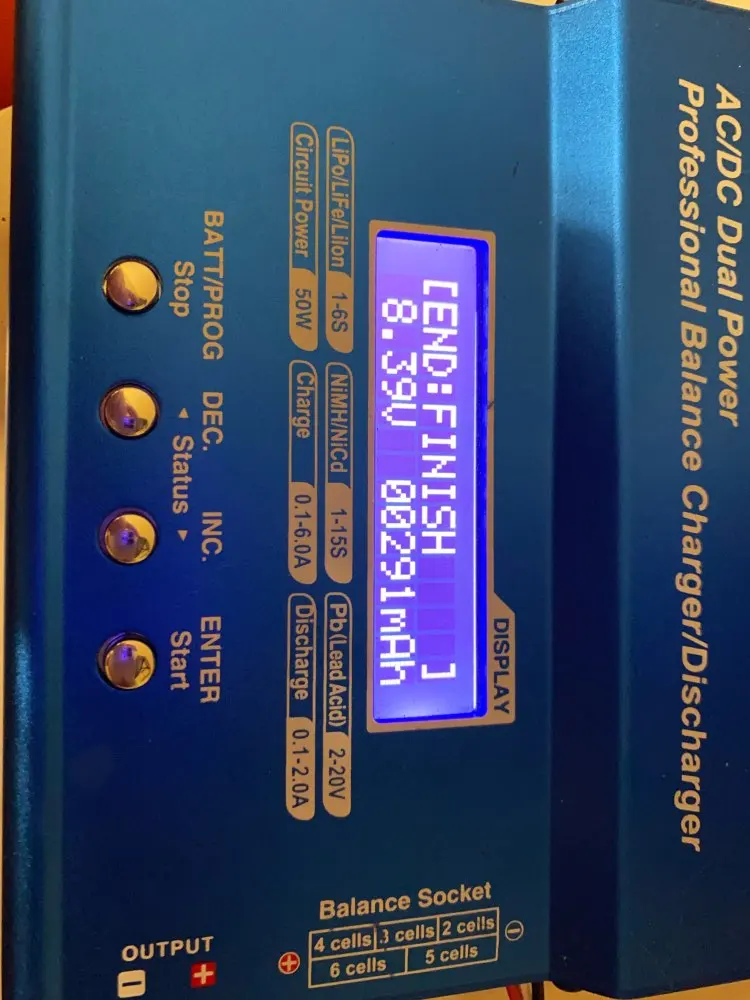 AC/DC Dual Power
Professional Balance Charger/Discharger
DISPLAY
[END:FINISH ]
8.39V 00291mAh
LiPo/LiFe/LiIon 1-6S NiMH/NiCd 1-15S Pb(Lead Acid) 2-20V
Circuit Power 50W Charge 0.1-6.0A Discharge 0.1-2.0A
BATT/PROG DEC. INC. ENTER
Stop ◄ Status ► Start
Balance Socket
4 cells 3 cells 2 cells
6 cells 5 cells
OUTPUT
- +